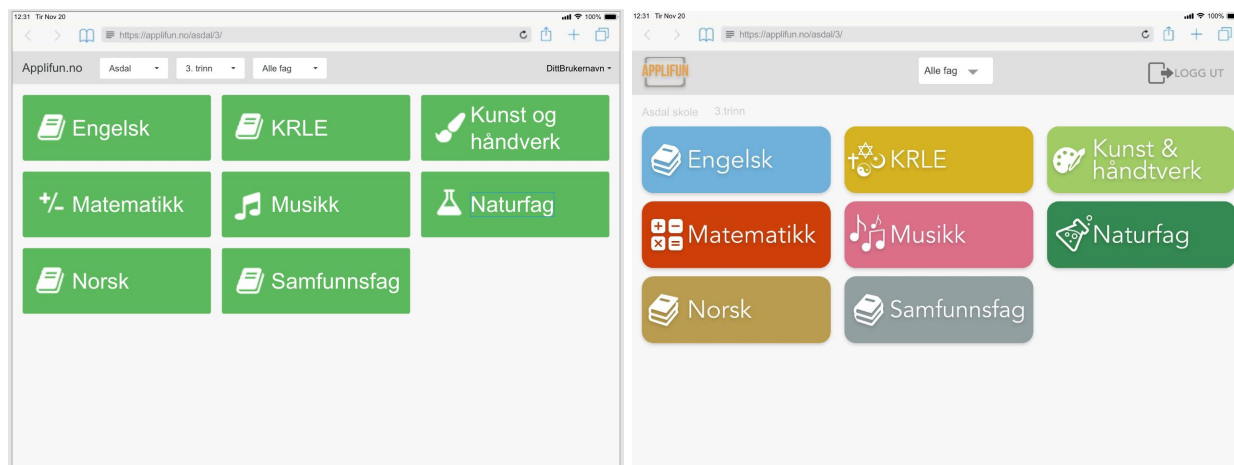 12:31 Tir Nov 20
100%
https://applifun.no/asdal/3/
Applifun.no
Asdal
3. trinn
Alle fag
DittBrukernavn
Engelsk
KRLE
Kunst og
håndverk
+/-
Matematikk
Musikk
Naturfag
Norsk
Samfunnsfag
12:31 Tir Nov 20
100%
https://applifun.no/asdal/3/
APPLIFUN
Alle fag
LOGG UT
Asdal skole
3.trinn
Engelsk
KRLE
Kunst &
håndtverk
Matematikk
Musikk
Naturfag
Norsk
Samfunnsfag